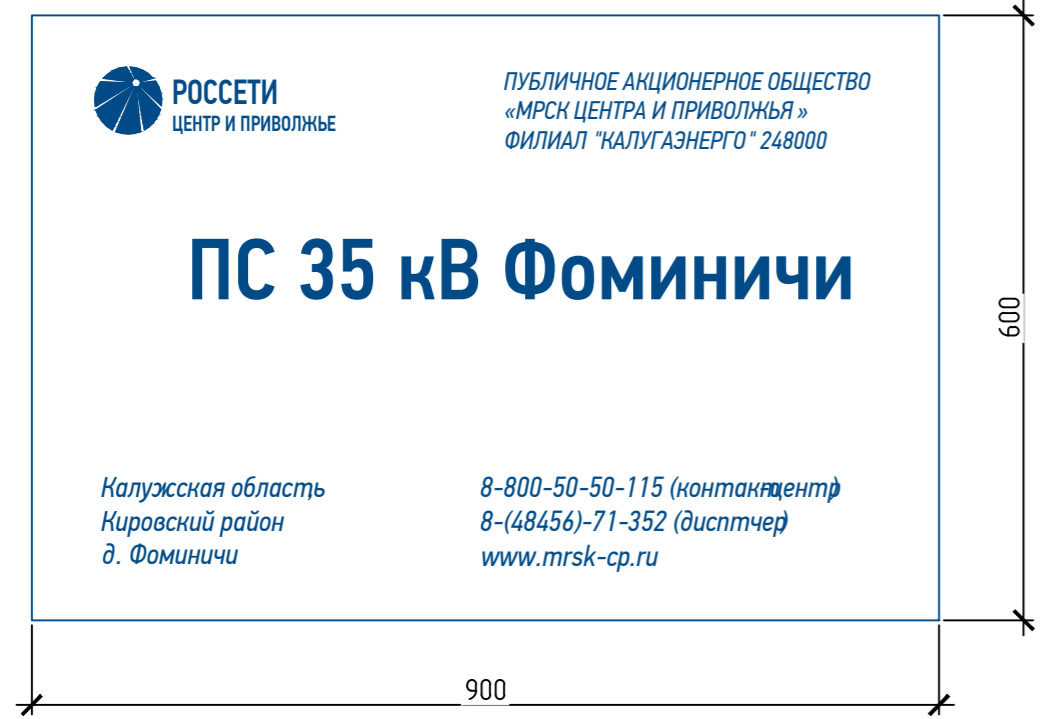 РОССЕТИ
ЦЕНТР И ПРИВОЛЖЬЕ
ПУБЛИЧНОЕ АКЦИОНЕРНОЕ ОБЩЕСТВО
«МРСК ЦЕНТРА И ПРИВОЛЖЬЯ »
ФИЛИАЛ "КАЛУГАЭНЕРГО" 248000
ПС 35 кВ Фоминичи
Калужская область,
Кировский район
д. Фоминичи
8-800-50-50-115 (контакт-центр)
8-(48456)-71-352 (дисптчер)
www.mrsk-cp.ru
600
900